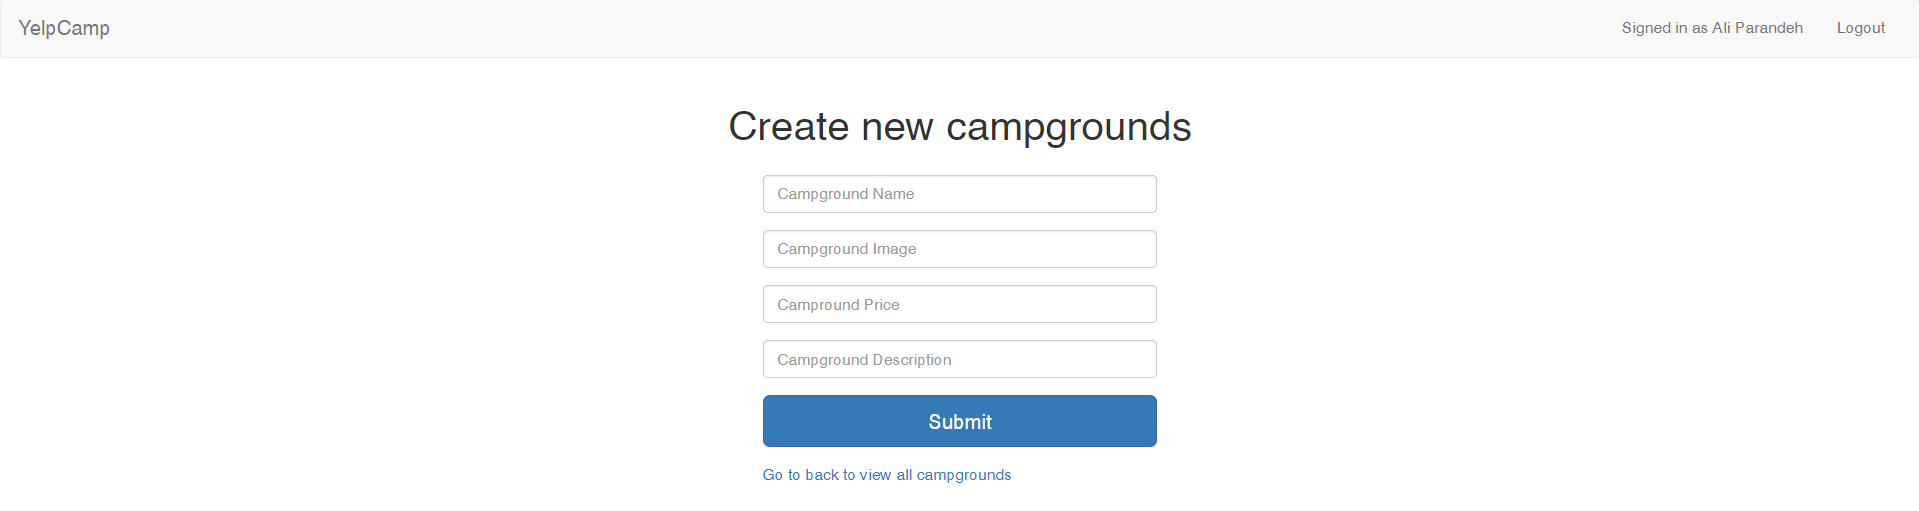 YelpCamp
Signed in as Ali Parandeh
Logout
Create new campgrounds
Campground Name
Campground Image
Campround Price
Campground Description
Submit
Go to back to view all campgrounds